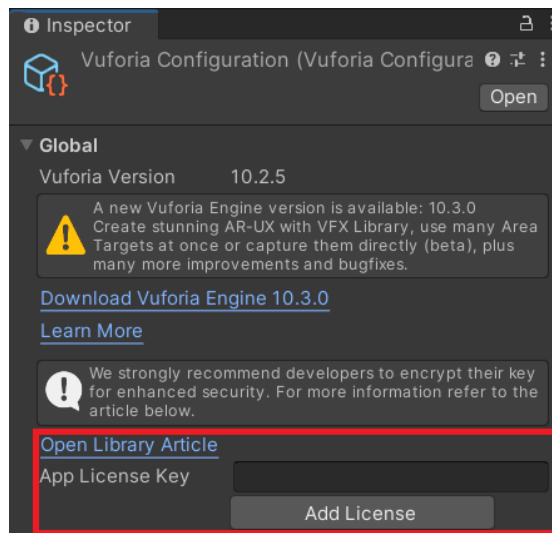 Inspector
Vuforia Configuration (Vuforia Configura
Open
Global
Vuforia Version 10.2.5
A new Vuforia Engine version is available: 10.3.0
Create stunning AR-UX with VFX Library, use many Area
Targets at once or capture them directly (beta), plus
many more improvements and bugfixes.
Download Vuforia Engine 10.3.0
Learn More
We strongly recommend developers to encrypt their key
for enhanced security. For more information refer to the
article below.
Open Library Article
App License Key
Add License